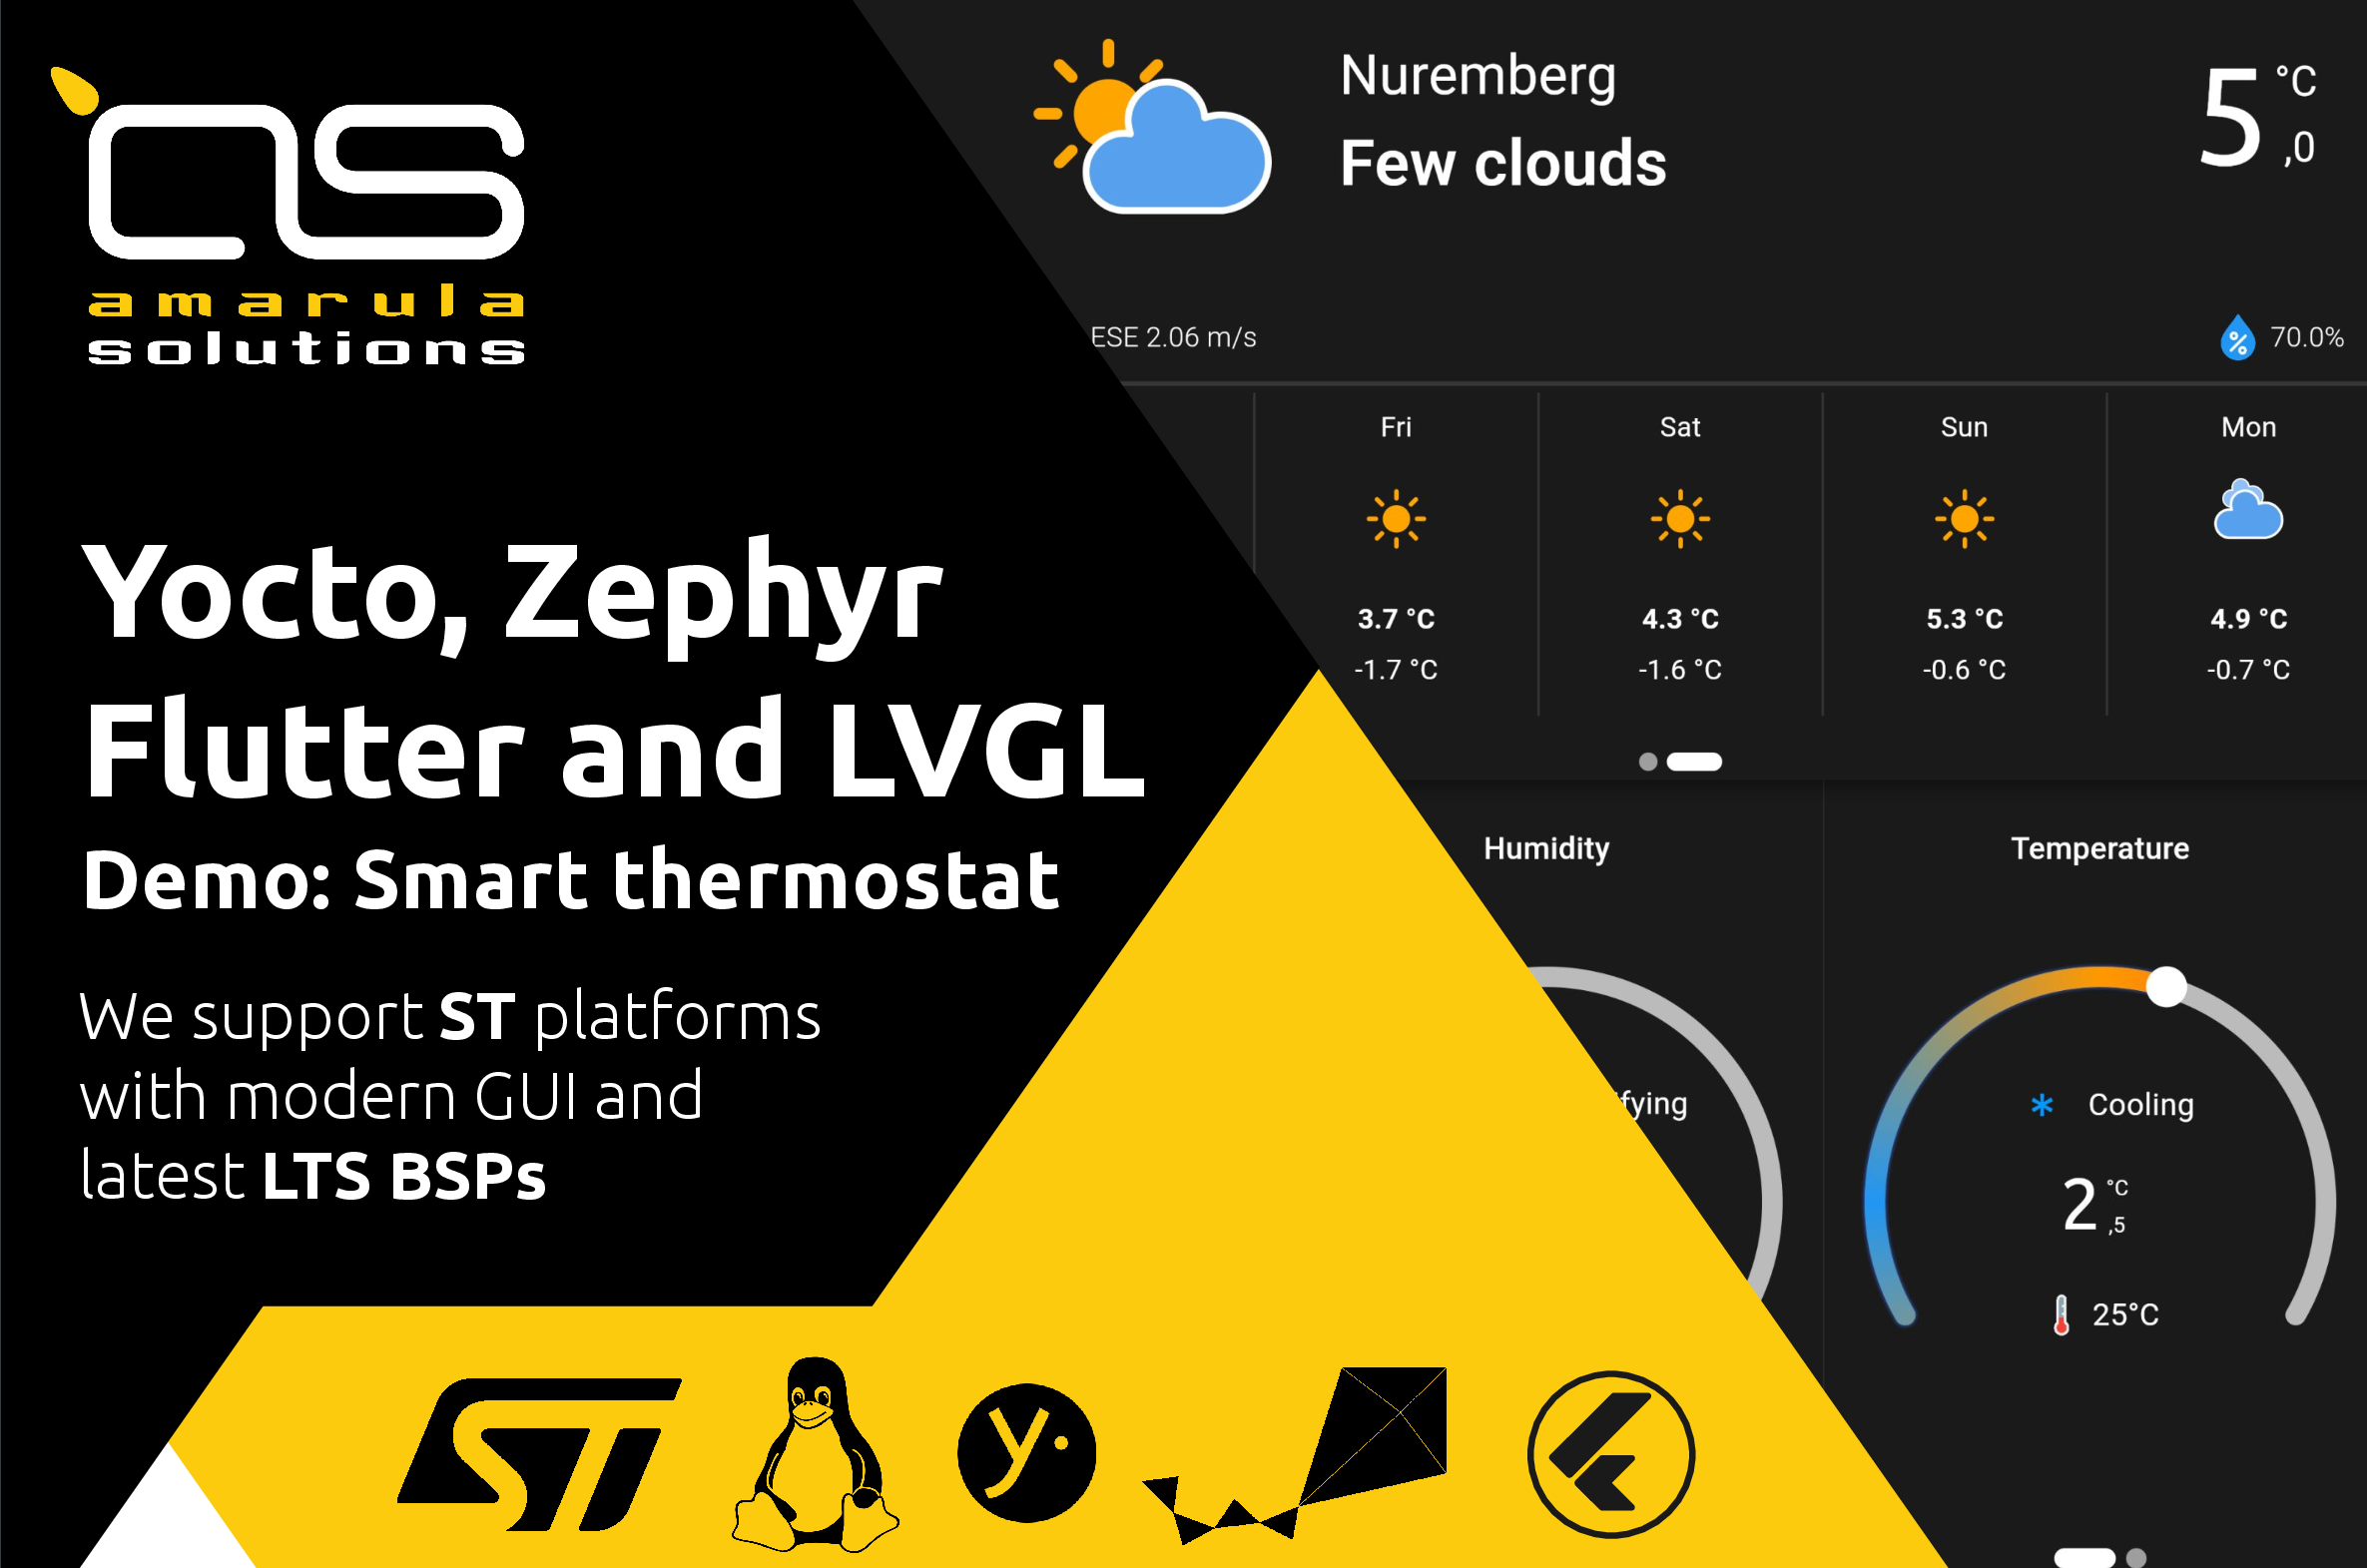 amarula
solutions
Yocto, Zephyr
Flutter and LVGL
Demo: Smart thermostat
We support ST platforms
with modern GUI and
latest LTS BSPs
Nuremberg
Few clouds
5,0 °C
ESE 2.06 m/s
70.0%
Fri Sat Sun Mon
3.7 °C 4.3 °C 5.3 °C 4.9 °C
-1.7 °C -1.6 °C -0.6 °C -0.7 °C
Humidity Temperature
fying Cooling
2,5 °C
25°C
ST